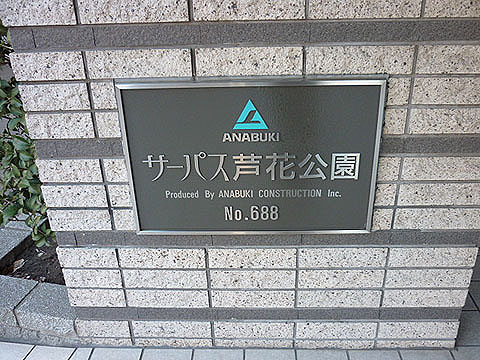 ANABUKI
サーパス芦花公園
Produced By ANABUKI CONSTRUCTION Inc.
No.688